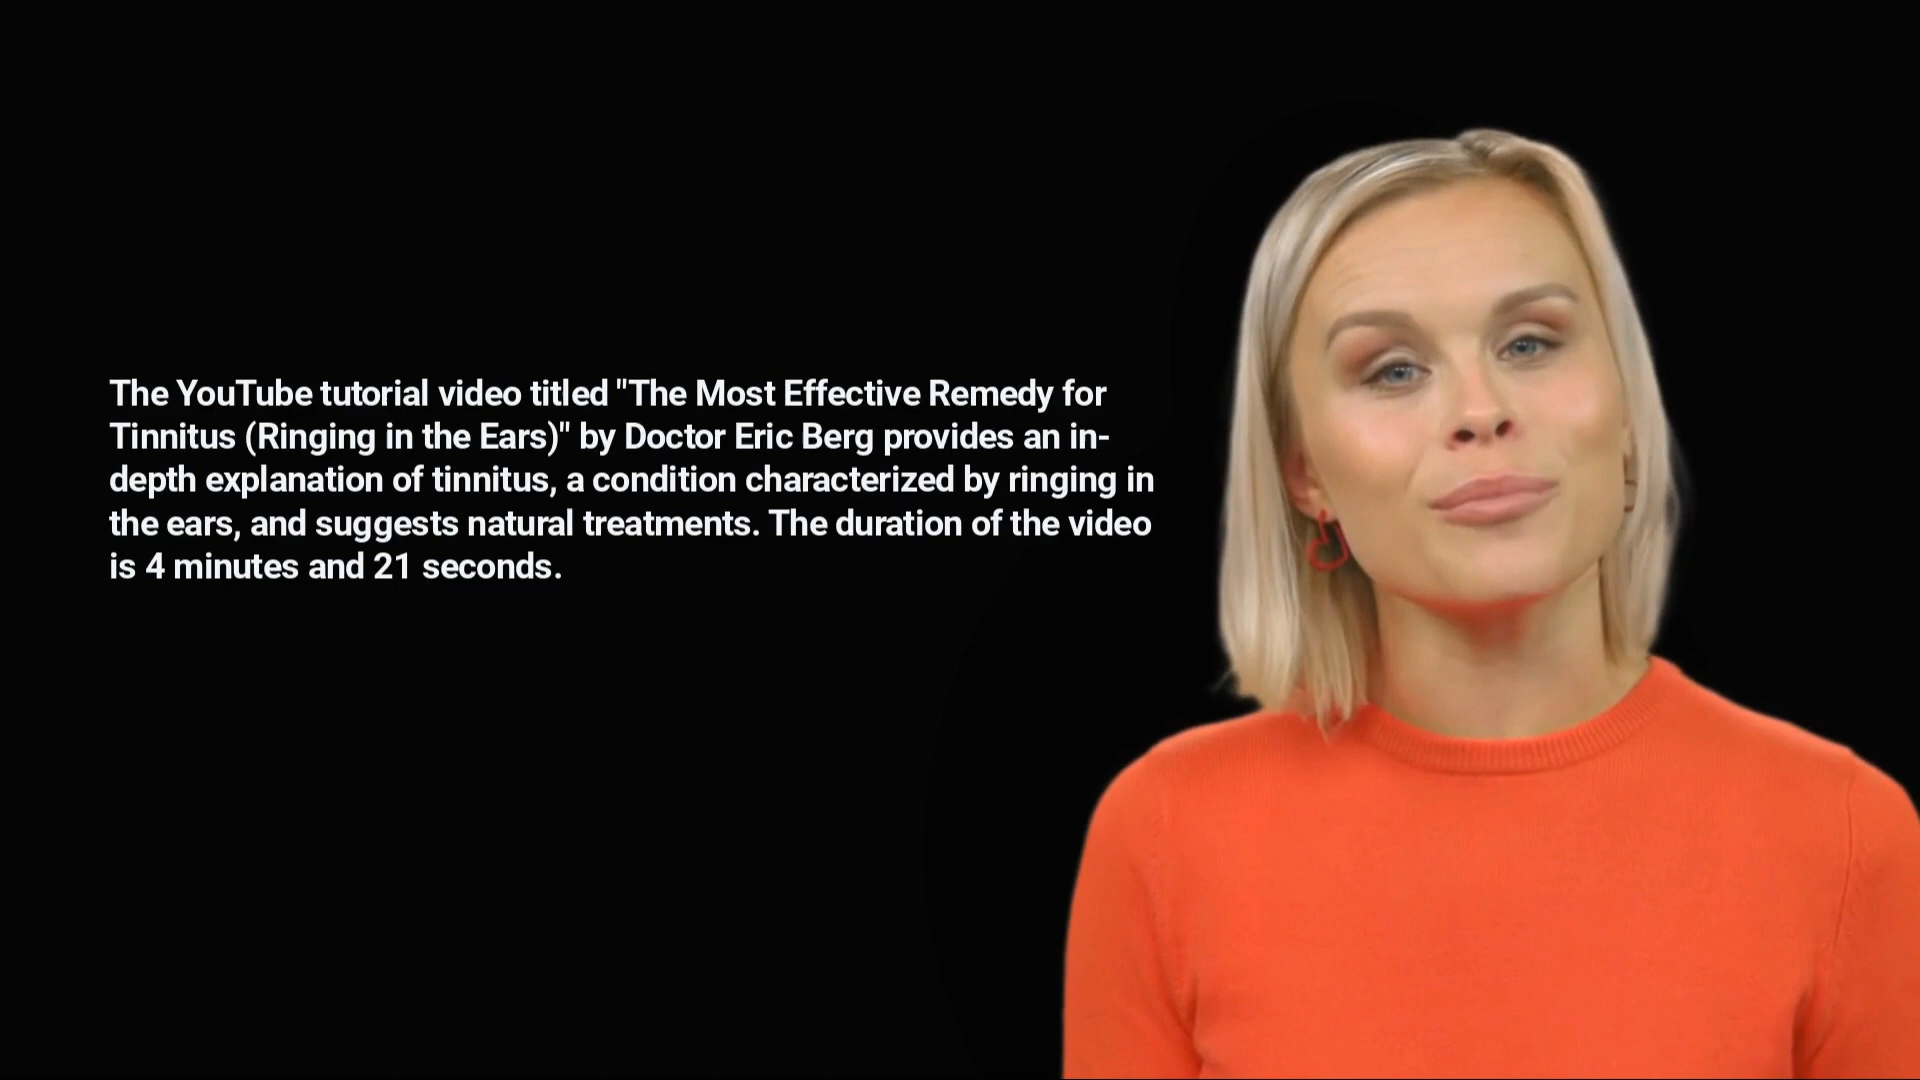 The YouTube tutorial video titled "The Most Effective Remedy for
Tinnitus (Ringing in the Ears)" by Doctor Eric Berg provides an in-
depth explanation of tinnitus, a condition characterized by ringing in
the ears, and suggests natural treatments. The duration of the video
is 4 minutes and 21 seconds.